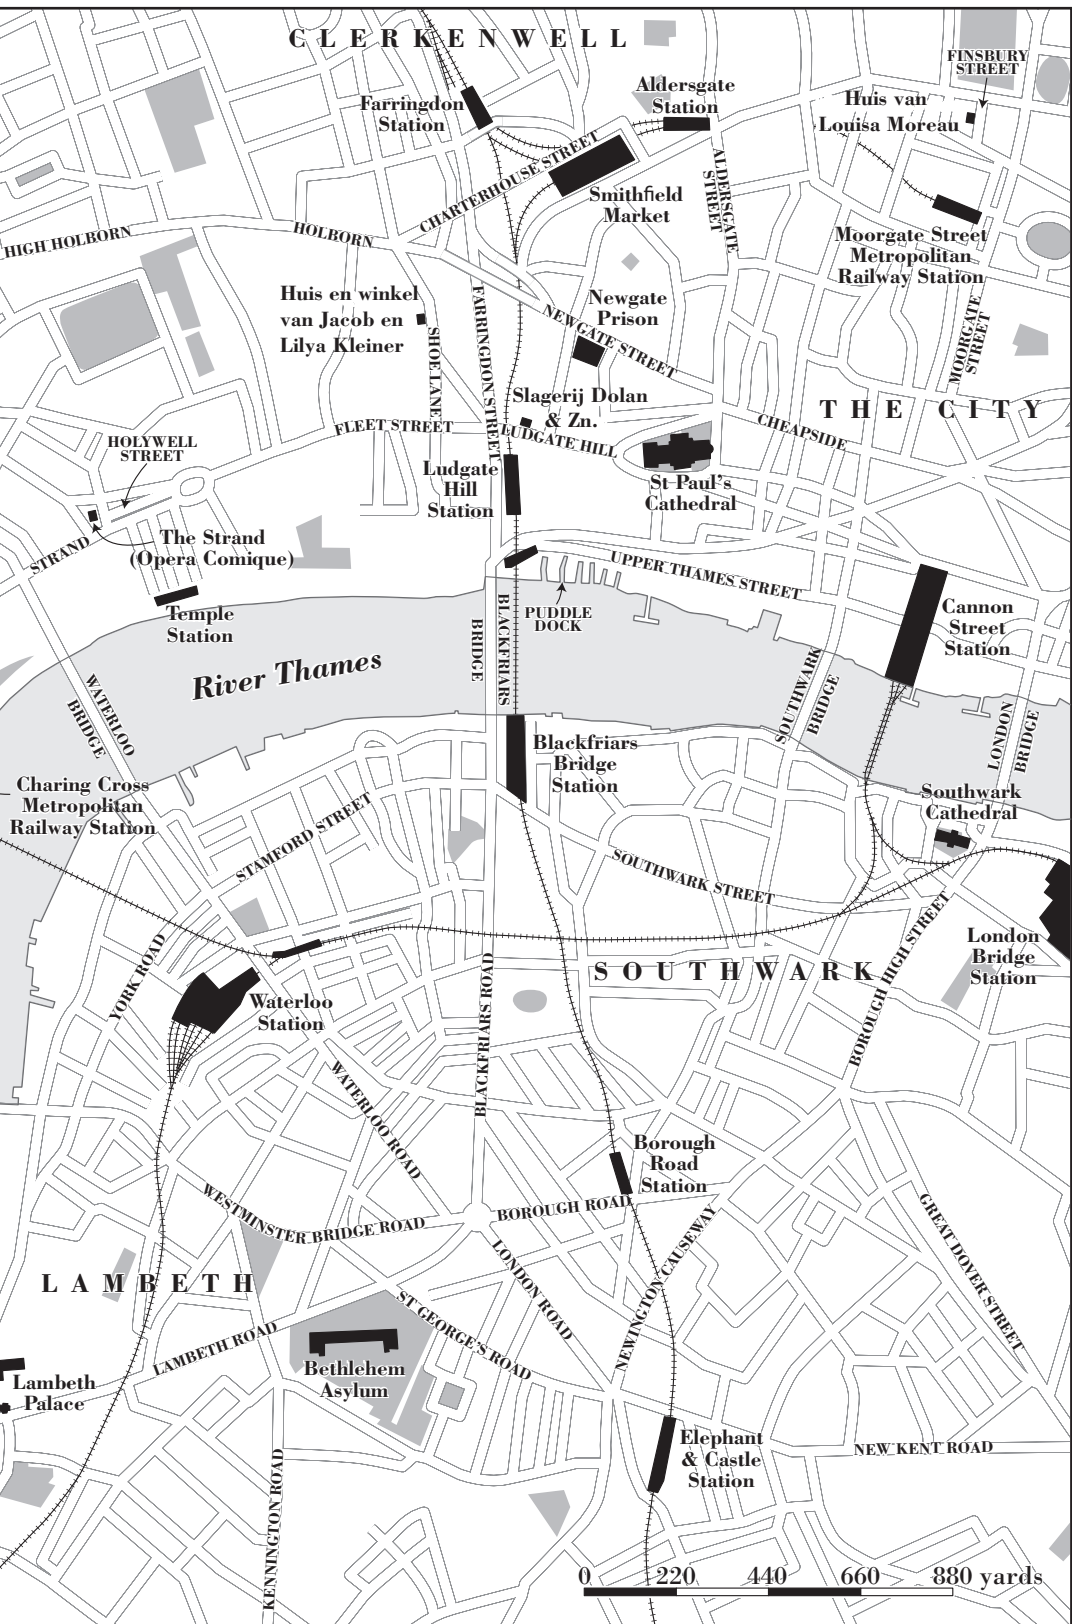 CLERKENWELL
FINSBURY
STREET
Farringdon
Station
Aldersgate
Station
Huis van
Louisa Moreau
CHARTERHOUSE STREET
ALDERSGATE
STREET
Smithfield
Market
HIGH HOLBORN
HOLBORN
Moorgate Street
Metropolitan
Railway Station
Huis en winkel
van Jacob en
Lilya Kleiner
SHOE LANE
FARRINGDON STREET
Newgate
Prison
NEWGATE STREET
MOORGATE
STREET
Slagerij Dolan
& Zn.
THE CITY
FLEET STREET
LUDGATE HILL
CHEAPSIDE
HOLYWELL
STREET
Ludgate
Hill
Station
St Paul's
Cathedral
STRAND
The Strand
(Opera Comique)
UPPER THAMES STREET
Temple
Station
PUDDLE
DOCK
Cannon
Street
Station
River Thames
BLACKFRIARS
BRIDGE
WATERLOO
BRIDGE
SOUTHWARK
BRIDGE
LONDON
BRIDGE
Blackfriars
Bridge
Station
Charing Cross
Metropolitan
Railway Station
Southwark
Cathedral
STAMFORD STREET
SOUTHWARK STREET
YORK ROAD
Waterloo
Station
SOUTHWARK
BOROUGH HIGH STREET
London
Bridge
Station
BLACKFRIARS ROAD
WATERLOO ROAD
Borough
Road
Station
WESTMINSTER BRIDGE ROAD
BOROUGH ROAD
LONDON ROAD
NEWINGTON CAUSEWAY
GREAT DOVER STREET
LAMBETH
LAMBETH ROAD
ST GEORGE'S ROAD
Bethlehem
Asylum
Lambeth
Palace
Elephant
& Castle
Station
NEW KENT ROAD
KENNINGTON ROAD
0 220 440 660 880 yards